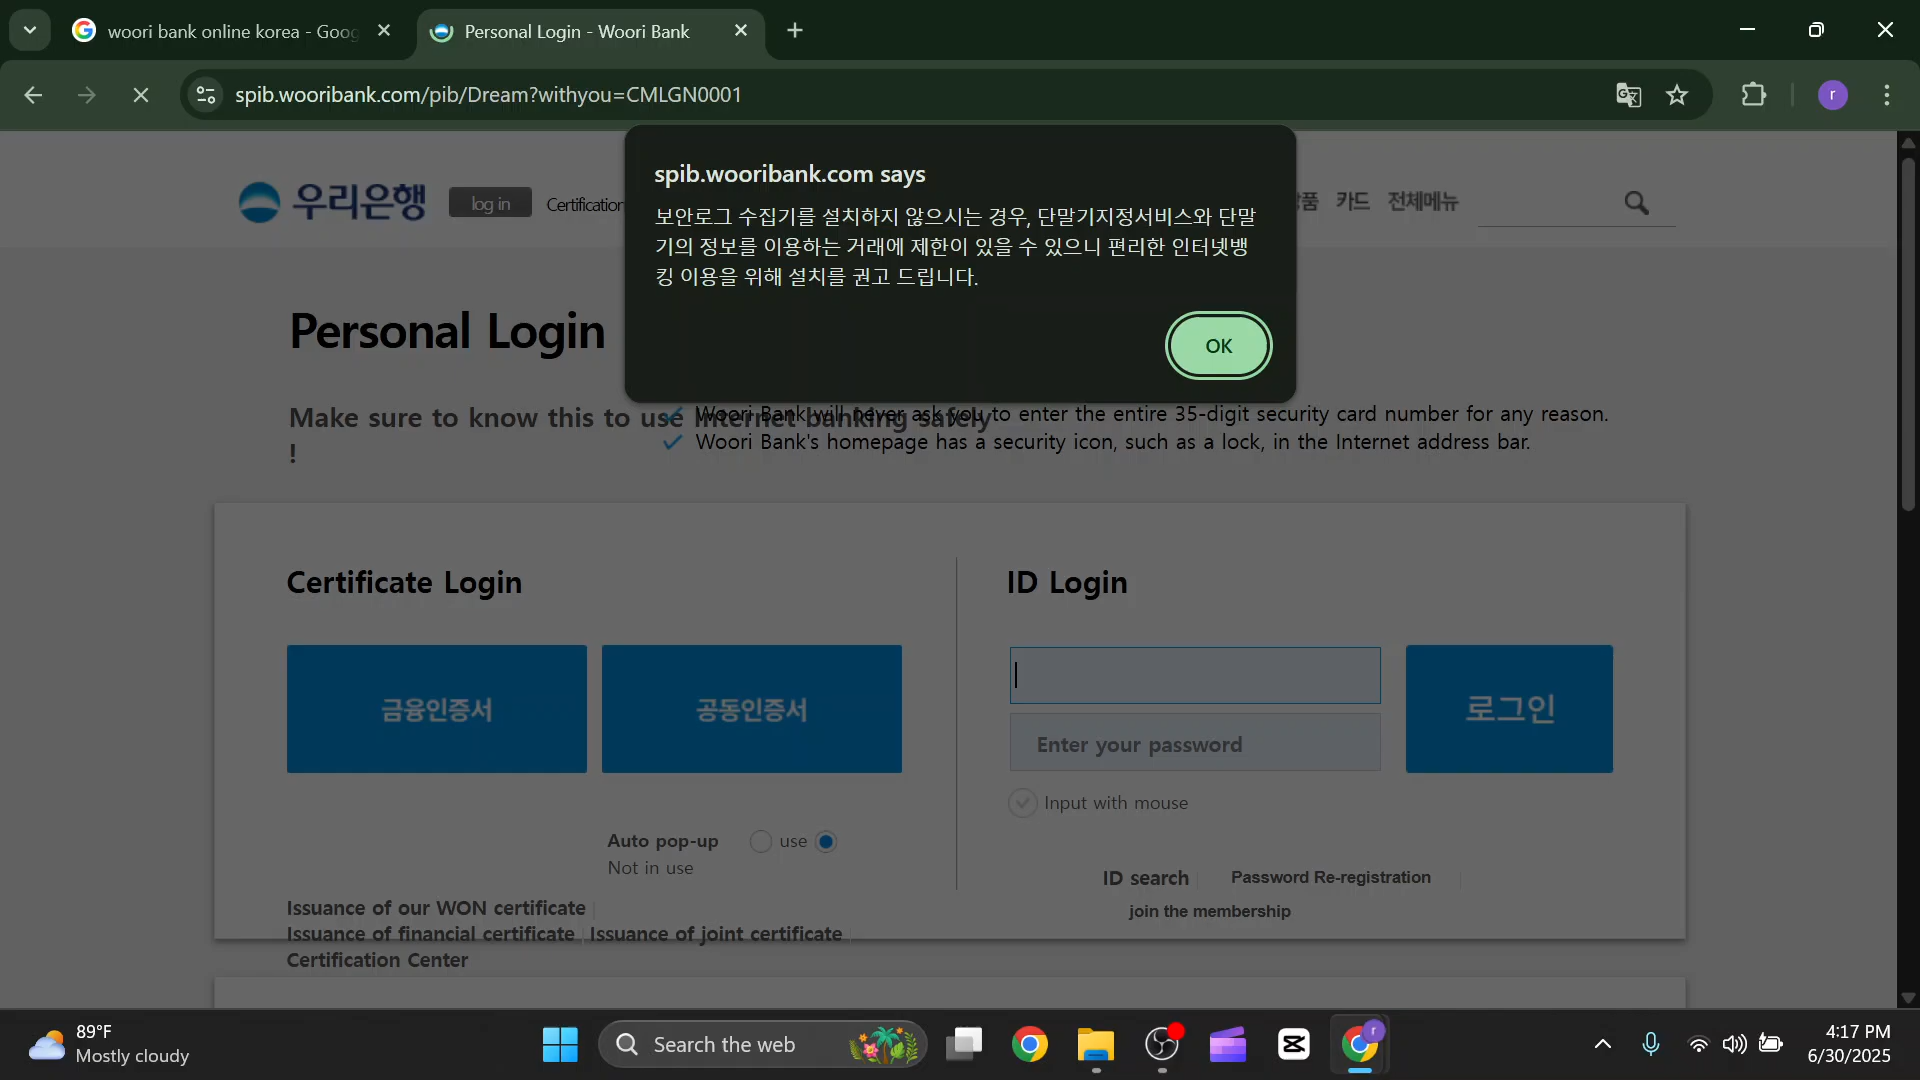 woori bank online korea - Goog
Personal Login - Woori Bank
spib.wooribank.com/pib/Dream?withyou=CMLGN0001
r
spib.wooribank.com says
보안로그 수집기를 설치하지 않으시는 경우, 단말기지정서비스와 단말
기의 정보를 이용하는 거래에 제한이 있을 수 있으니 편리한 인터넷뱅
킹 이용을 위해 설치를 권고 드립니다.
OK
우리은행
log in
Certification
카드
전체메뉴
Personal Login
Make sure to know this to use Internet banking safely
!
Woori Bank will never ask you to enter the entire 35-digit security card number for any reason.
Woori Bank's homepage has a security icon, such as a lock, in the Internet address bar.
Certificate Login
금융인증서
공동인증서
Auto pop-up
use
Not in use
Issuance of our WON certificate
Issuance of financial certificate
Issuance of joint certificate
Certification Center
ID Login
Enter your password
로그인
Input with mouse
ID search
Password Re-registration
join the membership
89°F
Mostly cloudy
Search the web
r
4:17 PM
6/30/2025